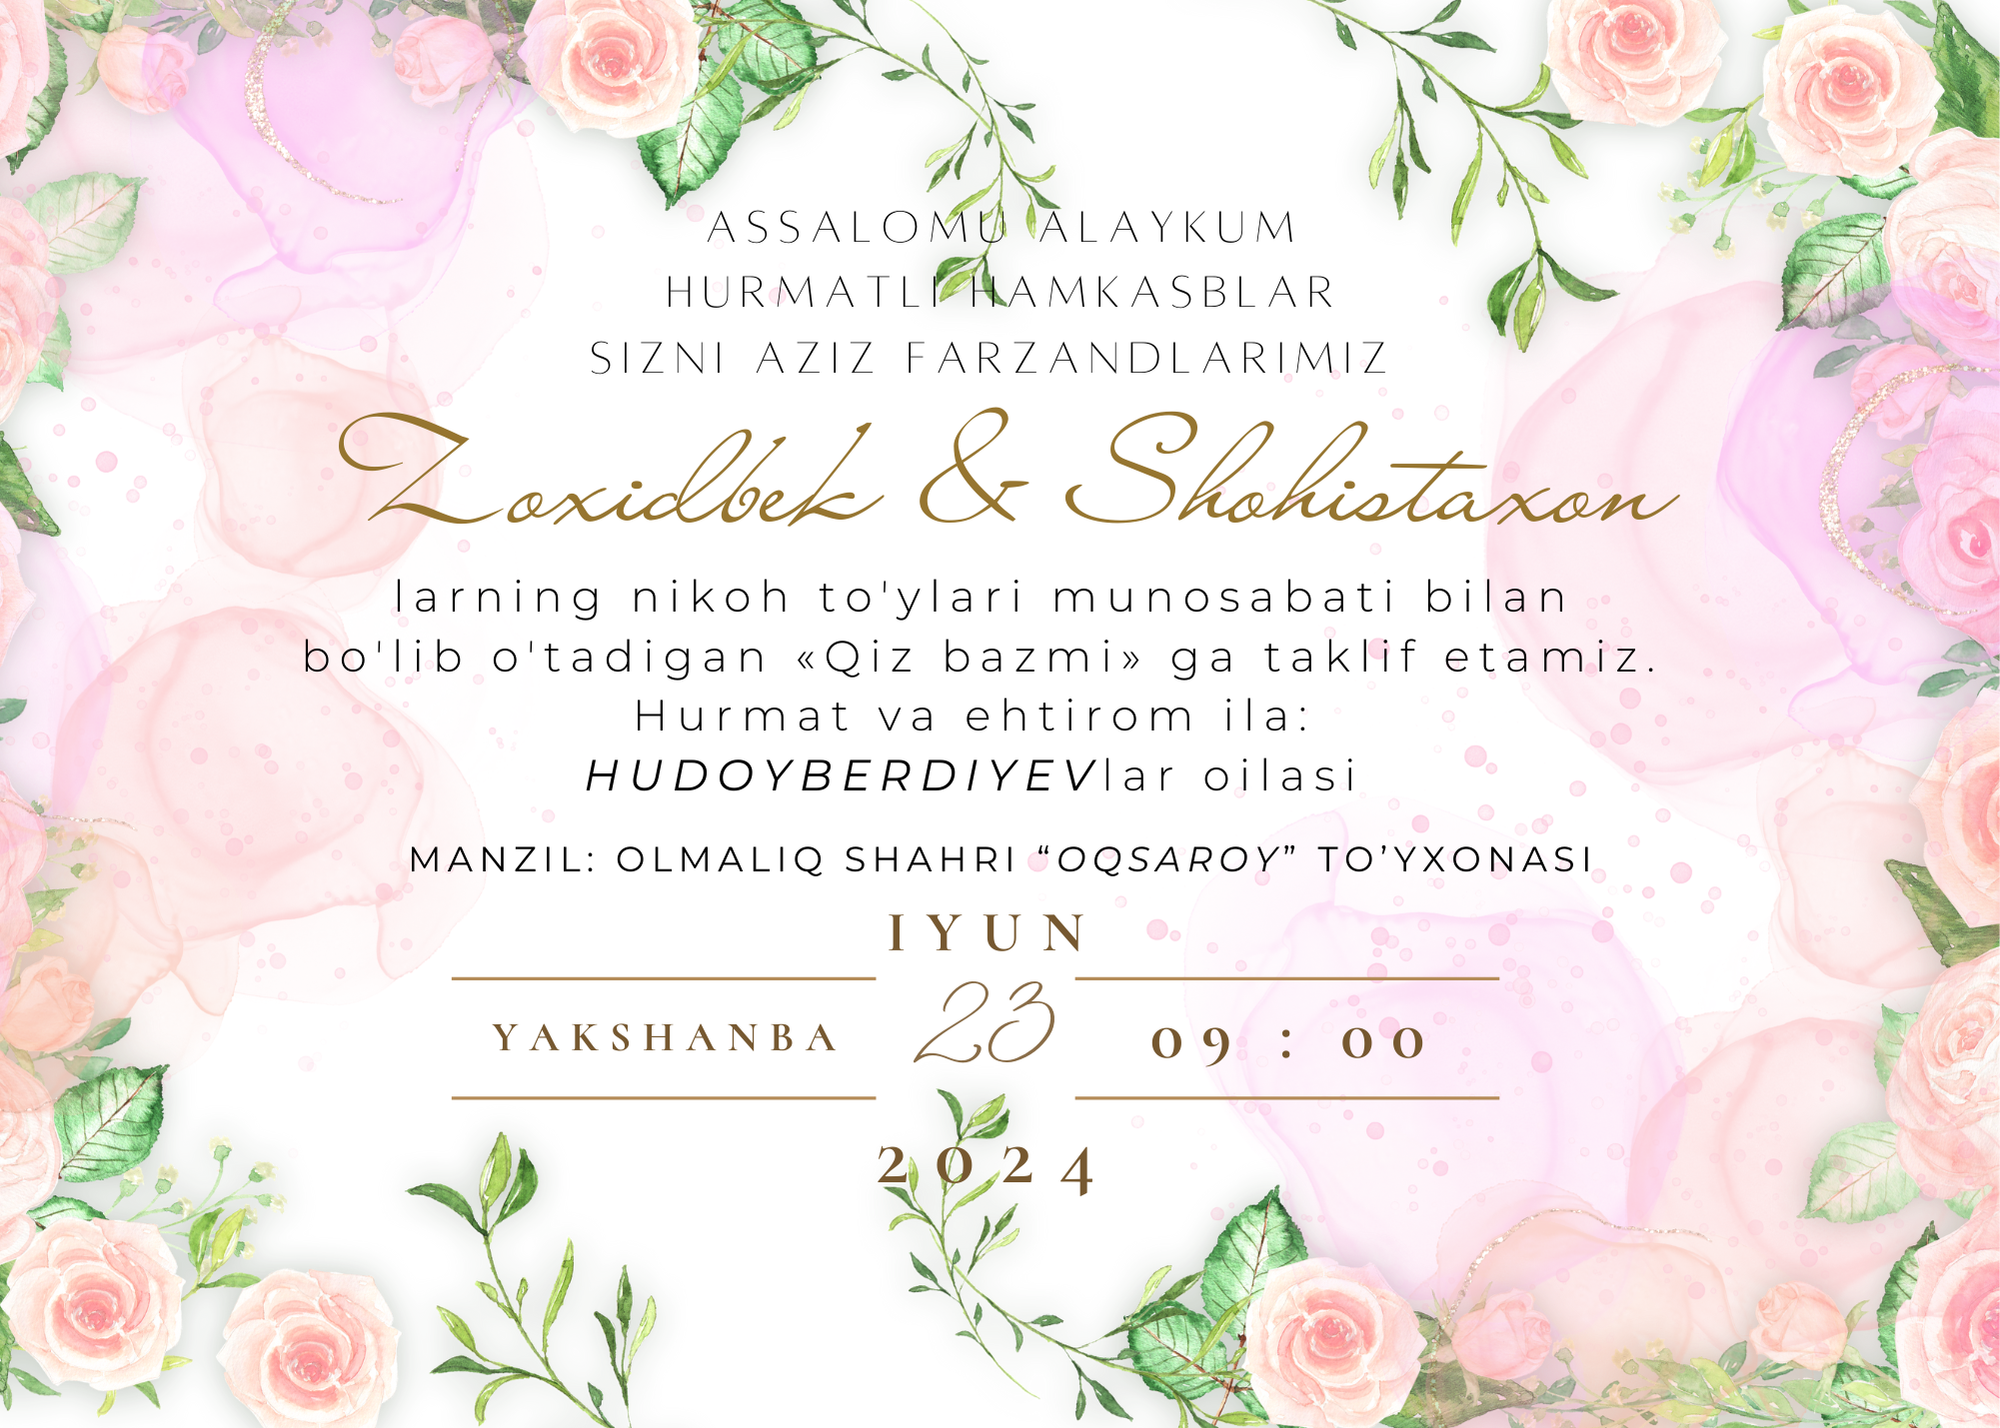 ASSALOMU ALAYKUM
HURMATLI HAMKASBLAR
SIZNI AZIZ FARZANDLARIMIZ
Zoxidbek & Shohistaxon
larning nikoh to'ylari munosabati bilan
bo'lib o'tadigan «Qiz bazmi» ga taklif etamiz.
Hurmat va ehtirom ila:
HUDOYBERDIYEVlar oilasi
MANZIL: OLMALIQ SHAHRI “OQSAROY” TO’YXONASI
IYUN
YAKSHANBA 23 09 : 00
2024